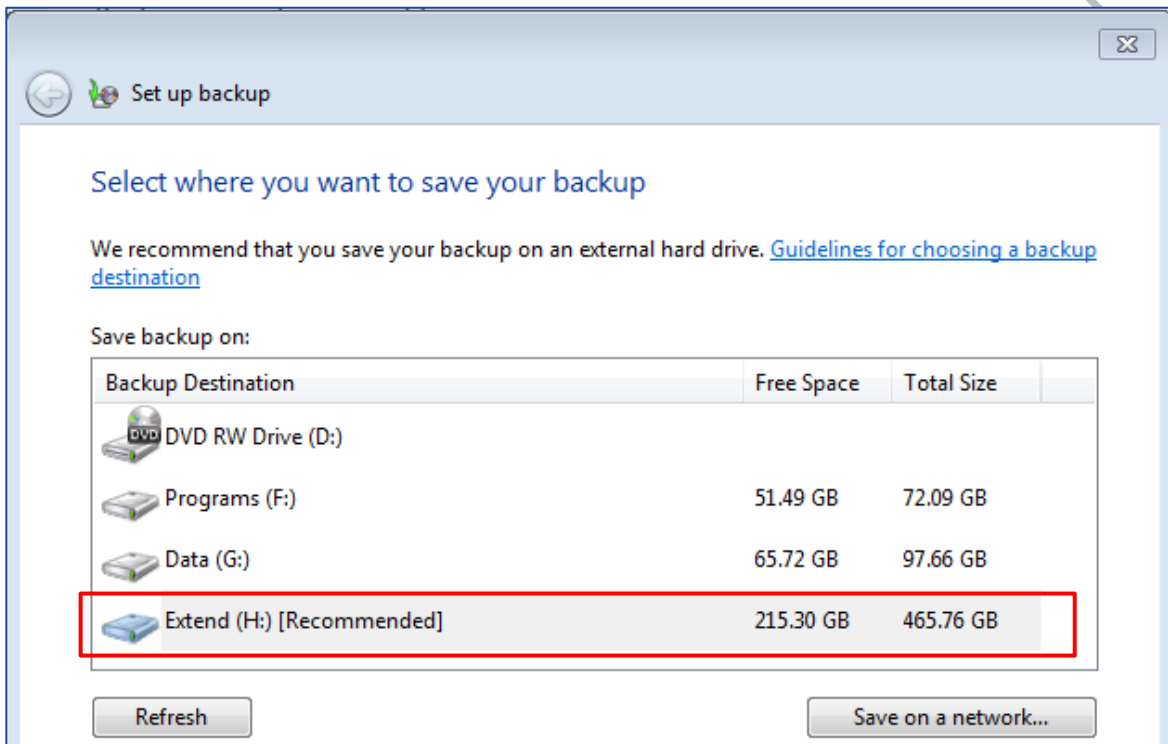 Set up backup
Select where you want to save your backup
We recommend that you save your backup on an external hard drive. Guidelines for choosing a backup
destination
Save backup on:
Backup Destination Free Space Total Size
DVD DVD RW Drive (D:)
Programs (F:) 51.49 GB 72.09 GB
Data (G:) 65.72 GB 97.66 GB
Extend (H:) [Recommended] 215.30 GB 465.76 GB
Refresh Save on a network...